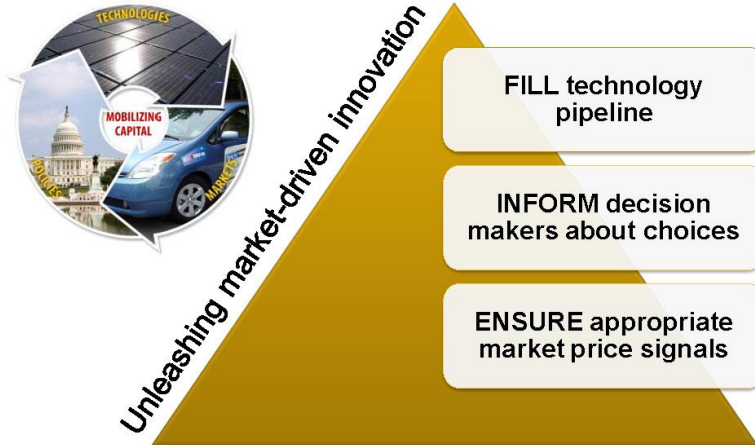 TECHNOLOGIES
MOBILIZING
CAPITAL
POLICIES
MARKETS
Unleashing market-driven innovation
FILL technology
pipeline
INFORM decision
makers about choices
ENSURE appropriate
market price signals